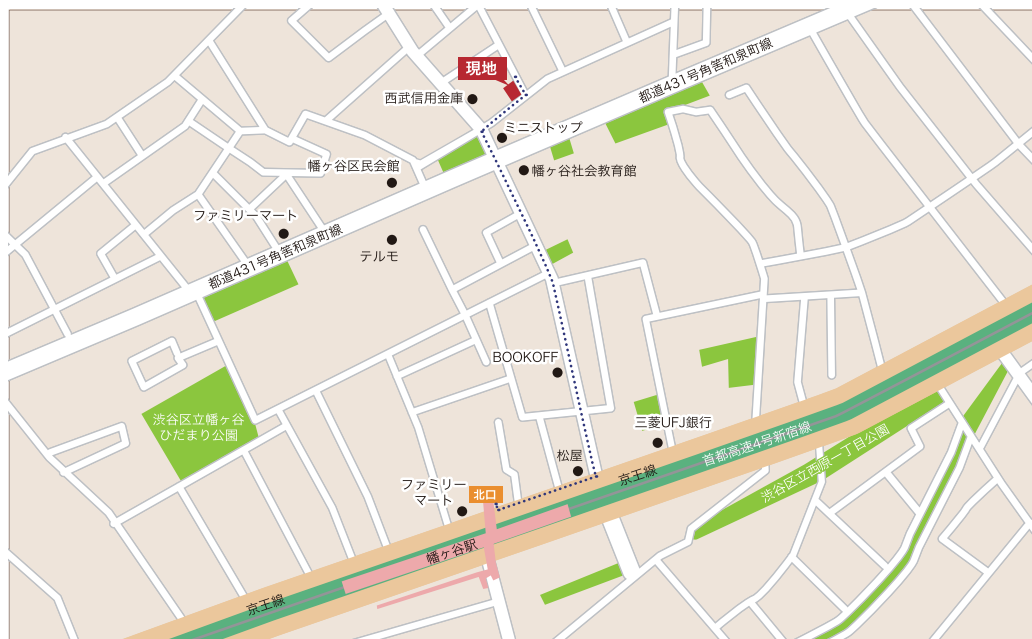 現地
西武信用金庫
ミニストップ
都道431号角筈和泉町線
幡ヶ谷区民会館
幡ヶ谷社会教育館
ファミリーマート
テルモ
都道431号角筈和泉町線
BOOKOFF
渋谷区立幡ヶ谷
ひだまり公園
三菱UFJ銀行
首都高速4号新宿線
渋谷区立西原一丁目公園
松屋
京王線
ファミリー
マート
北口
幡ヶ谷駅
京王線